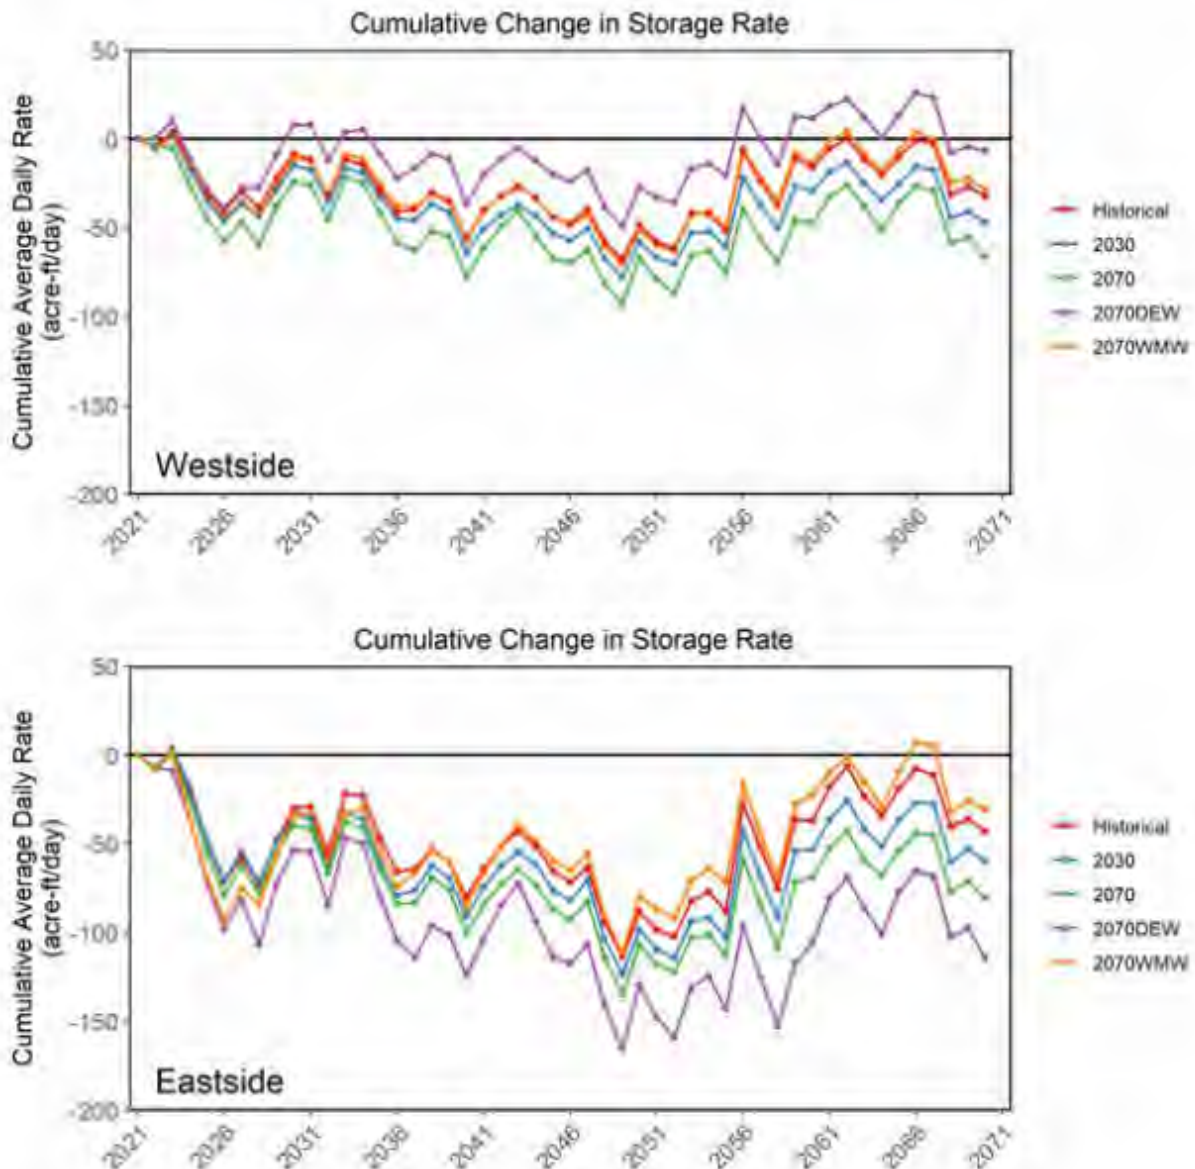 Cumulative Change in Storage Rate
Cumulative Average Daily Rate
(acre-ft/day)
50
0
-50
-100
-150
-200
Westside
2021
2026
2031
2036
2041
2046
2051
2056
2061
2066
2071
Historical
2030
2070
2070DEW
2070WMW
Cumulative Change in Storage Rate
Cumulative Average Daily Rate
(acre-ft/day)
50
0
-50
-100
-150
-200
Eastside
2021
2026
2031
2036
2041
2046
2051
2056
2061
2066
2071
Historical
2030
2070
2070DEW
2070WMW